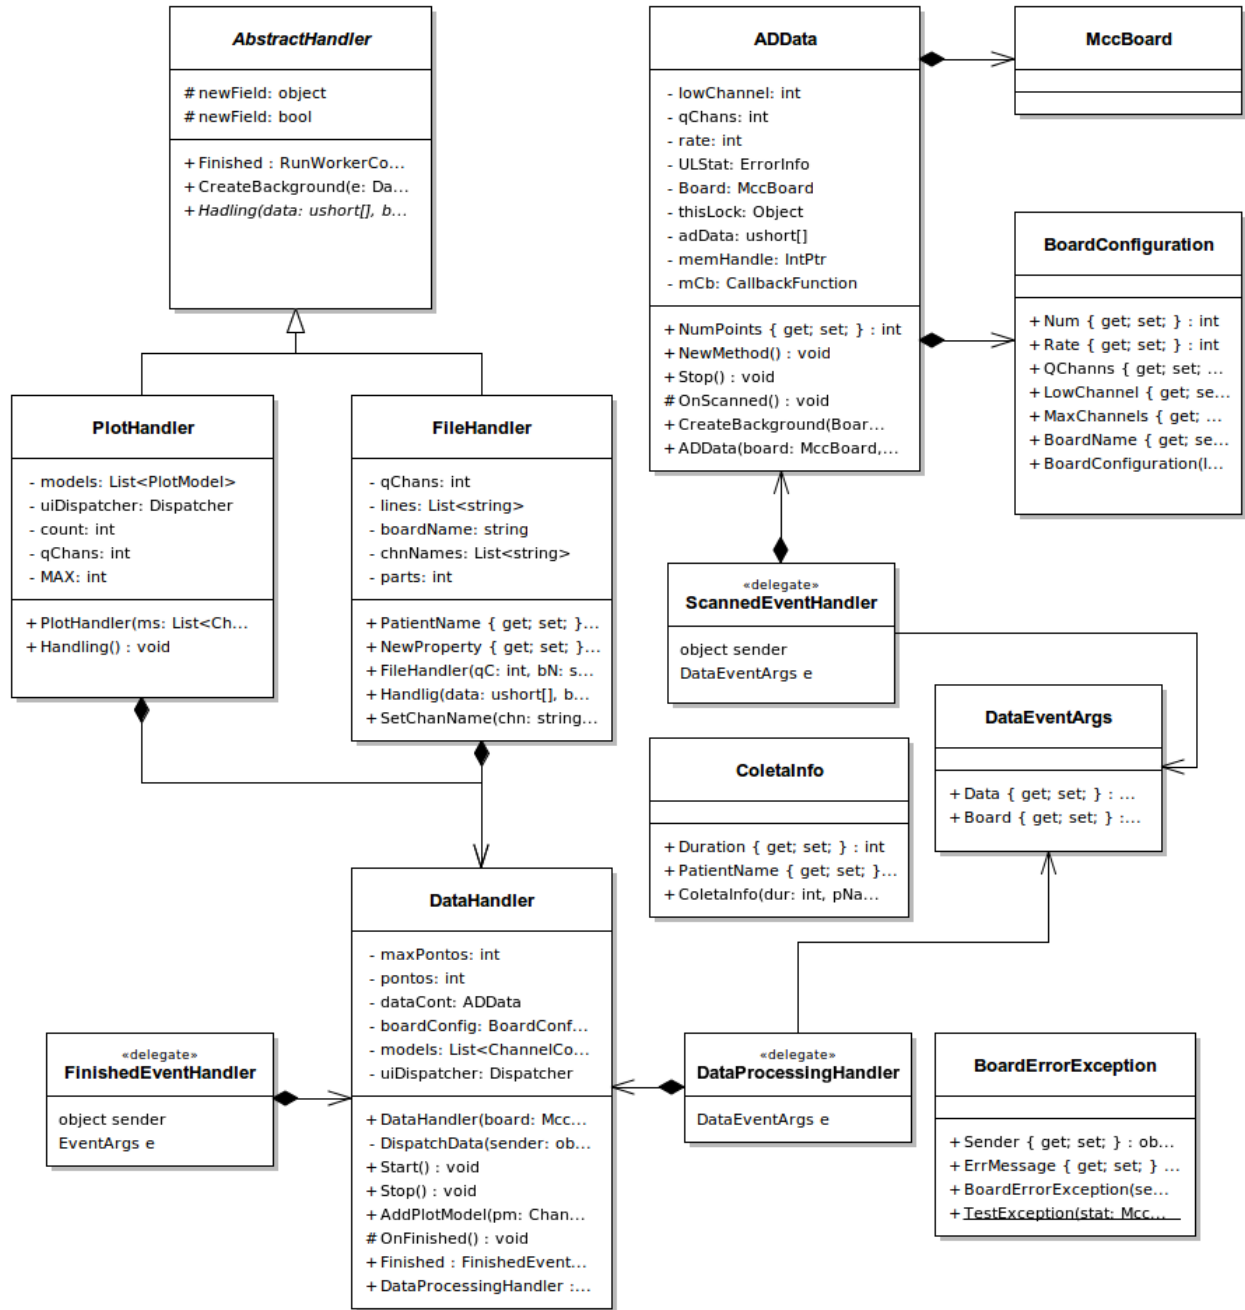 AbstractHandler
# newField: object
# newField: bool
+ Finished : RunWorkerCo...
+ CreateBackground(e: Da...
+ Hadling(data: ushort[], b...
ADData
- lowChannel: int
- qChans: int
- rate: int
- ULStat: ErrorInfo
- Board: MccBoard
- thisLock: Object
- adData: ushort[]
- memHandle: IntPtr
- mCb: CallbackFunction
+ NumPoints { get; set; } : int
+ NewMethod() : void
+ Stop() : void
# OnScanned() : void
+ CreateBackground(Boar...
+ ADData(board: MccBoard,...
MccBoard
BoardConfiguration
+ Num { get; set; } : int
+ Rate { get; set; } : int
+ QChanns { get; set; ...
+ LowChannel { get; se...
+ MaxChannels { get; ...
+ BoardName { get; se...
+ BoardConfiguration(I...
PlotHandler
- models: List<PlotModel>
- uiDispatcher: Dispatcher
- count: int
- qChans: int
- MAX: int
+ PlotHandler(ms: List<Ch...
+ Handling() : void
FileHandler
- qChans: int
- lines: List<string>
- boardName: string
- chnNames: List<string>
- parts: int
+ PatientName { get; set; }...
+ NewProperty { get; set; }...
+ FileHandler(qC: int, bN: s...
+ Handlig(data: ushort[], b...
+ SetChanName(chn: string...
«delegate»
ScannedEventHandler
object sender
DataEventArgs e
DataEventArgs
+ Data { get; set; } : ...
+ Board { get; set; } :...
ColetaInfo
+ Duration { get; set; } : int
+ PatientName { get; set; }...
+ ColetaInfo(dur: int, pNa...
DataHandler
- maxPontos: int
- pontos: int
- dataCont: ADData
- boardConfig: BoardConf...
- models: List<ChannelCo...
- uiDispatcher: Dispatcher
+ DataHandler(board: Mcc...
- DispatchData(sender: ob...
+ Start() : void
+ Stop() : void
+ AddPlotModel(pm: Chan...
# OnFinished() : void
+ Finished : FinishedEvent...
+ DataProcessingHandler :...
«delegate»
FinishedEventHandler
object sender
EventArgs e
«delegate»
DataProcessingHandler
DataEventArgs e
BoardErrorException
+ Sender { get; set; } : ob...
+ ErrMessage { get; set; } ...
+ BoardErrorException(se...
+ TestException(stat: Mcc...